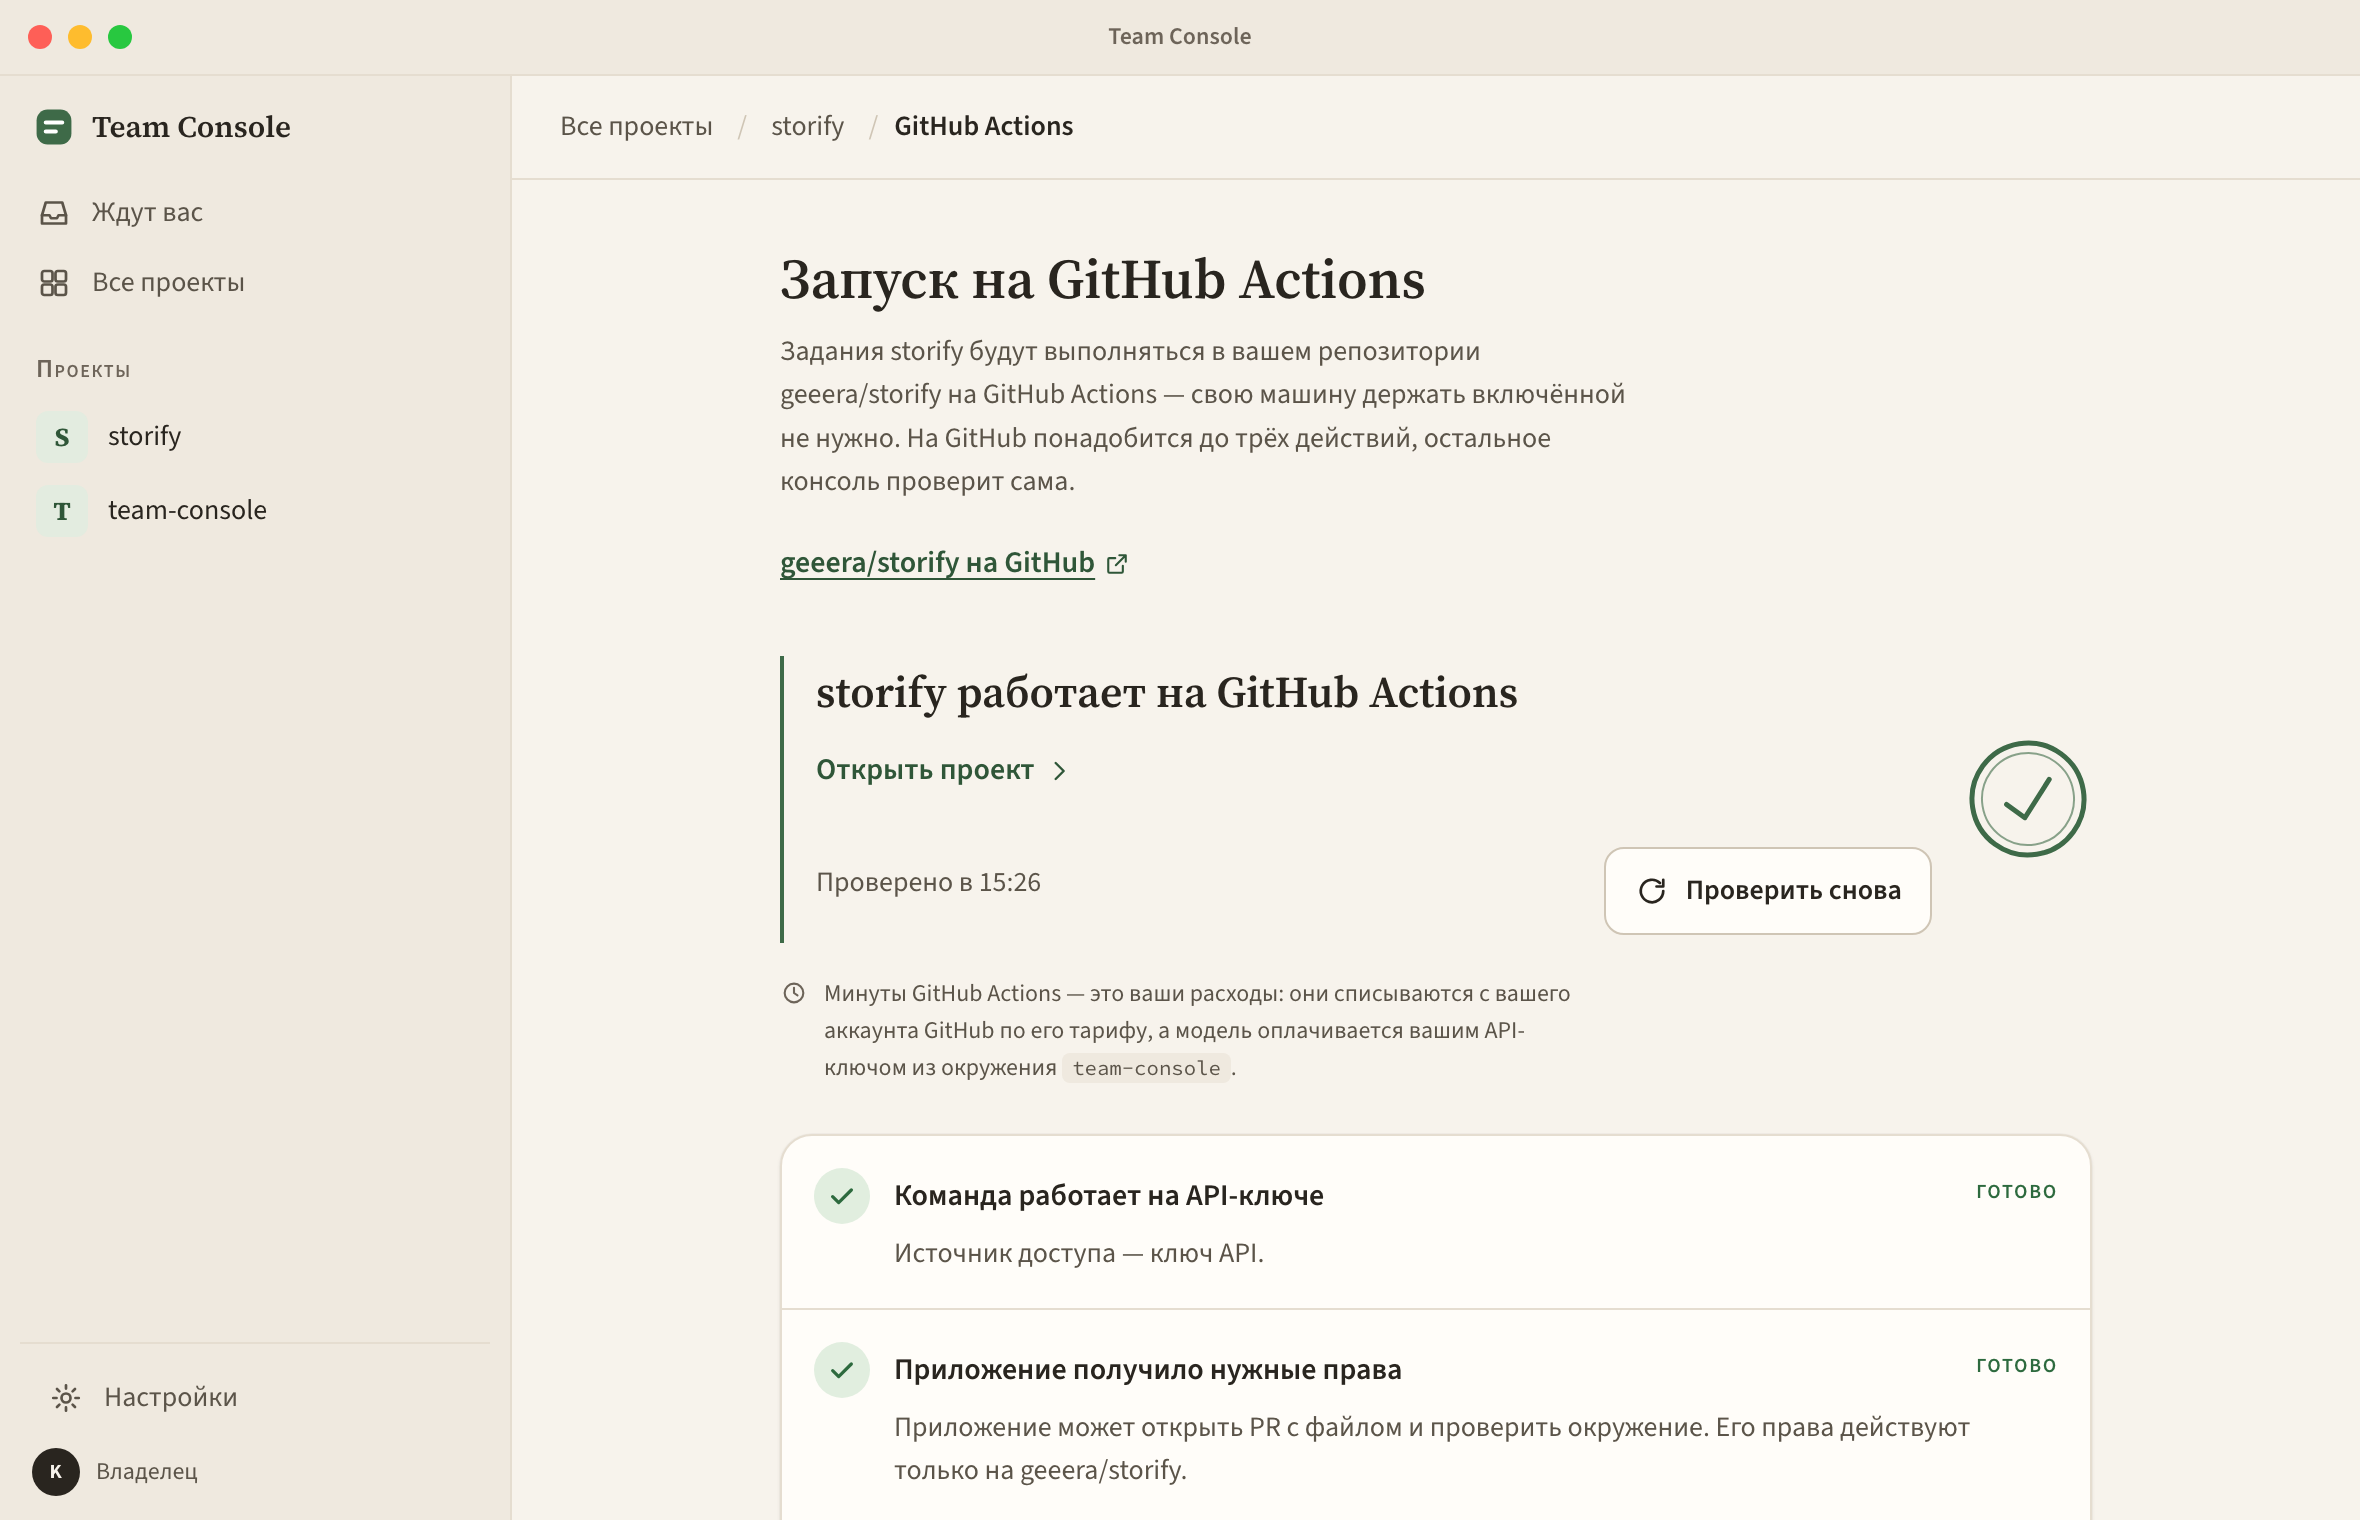 Team Console
Team Console
Ждут вас
Все проекты
Проекты
S storify
T team-console
Настройки
K Владелец
Все проекты / storify / GitHub Actions
Запуск на GitHub Actions
Задания storify будут выполняться в вашем репозитории
geeera/storify на GitHub Actions — свою машину держать включённой
не нужно. На GitHub понадобится до трёх действий, остальное
консоль проверит сама.
geeera/storify на GitHub
storify работает на GitHub Actions
Открыть проект
Проверено в 15:26
Проверить снова
Минуты GitHub Actions — это ваши расходы: они списываются с вашего
аккаунта GitHub по его тарифу, а модель оплачивается вашим API-
ключом из окружения team-console.
Команда работает на API-ключе
ГОТОВО
Источник доступа — ключ API.
Приложение получило нужные права
ГОТОВО
Приложение может открыть PR с файлом и проверить окружение. Его права действуют
только на geeera/storify.